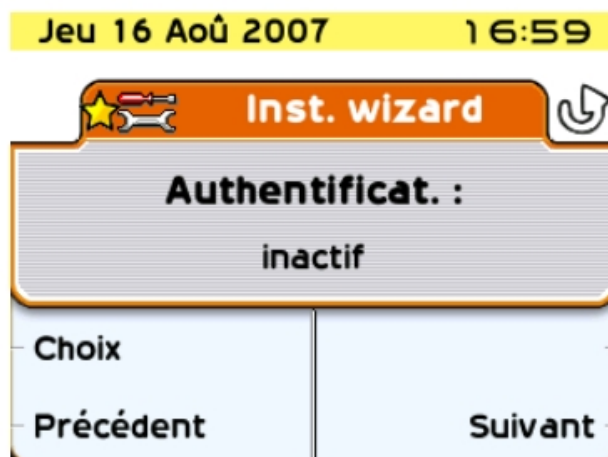 Jeu 16 Aoû 2007 16:59
Inst. wizard
Authentificat. :
inactif
Choix
Précédent Suivant